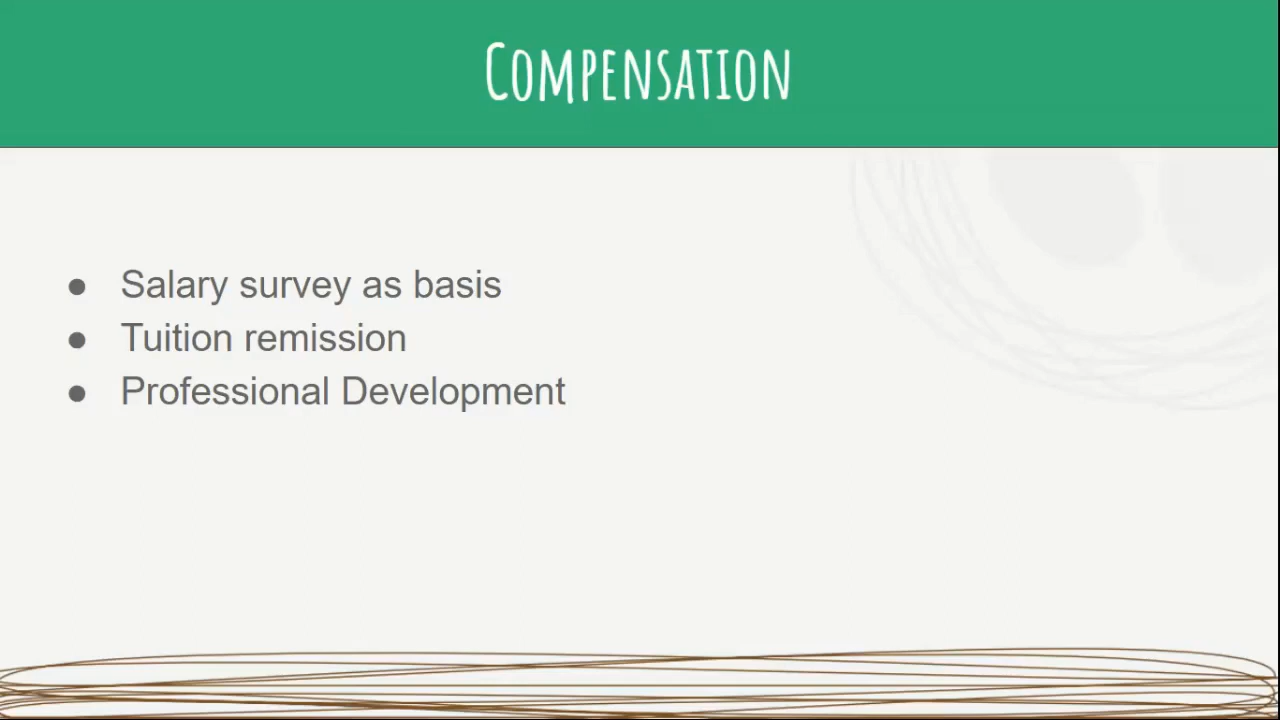 Compensation
● Salary survey as basis
● Tuition remission
● Professional Development